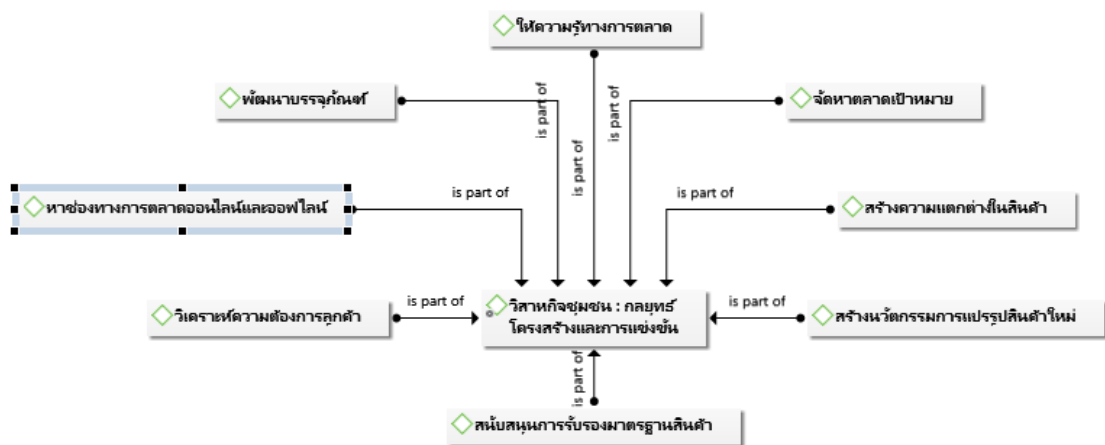 ให้ความรู้ทางการตลาด
พัฒนาบรรจุภัณฑ์
จัดหาตลาดเป้าหมาย
is part of
is part of
is part of
is part of
is part of
หาช่องทางการตลาดออนไลน์และออฟไลน์
สร้างความแตกต่างในสินค้า
is part of
is part of
วิเคราะห์ความต้องการลูกค้า
วิสาหกิจชุมชน : กลยุทธ์
โครงสร้างและการแข่งขัน
สร้างนวัตกรรมการแปรรูปสินค้าใหม่
is part of
สนับสนุนการรับรองมาตรฐานสินค้า